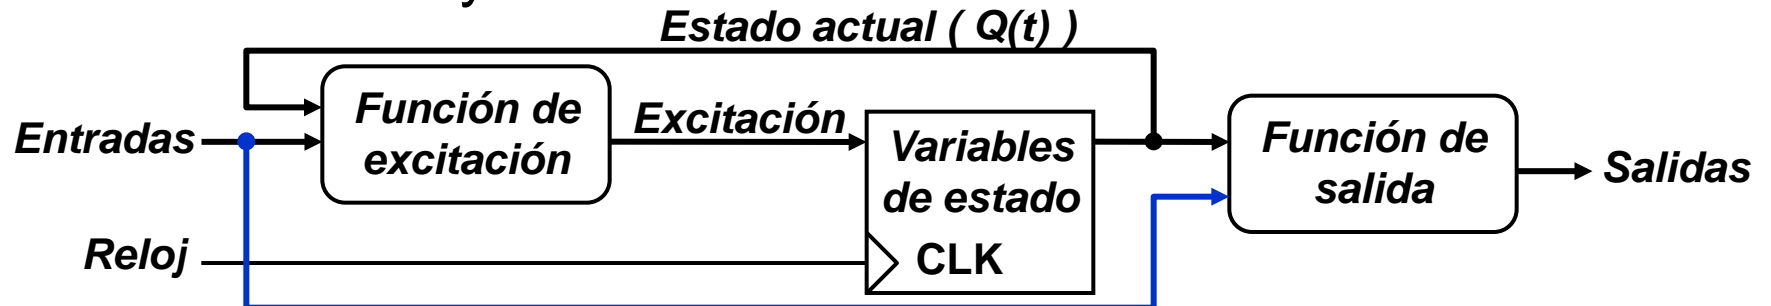 Estado actual ( Q(t) )
Función de
excitación
Entradas
Excitación
Variables
de estado
CLK
Función de
salida
Salidas
Reloj